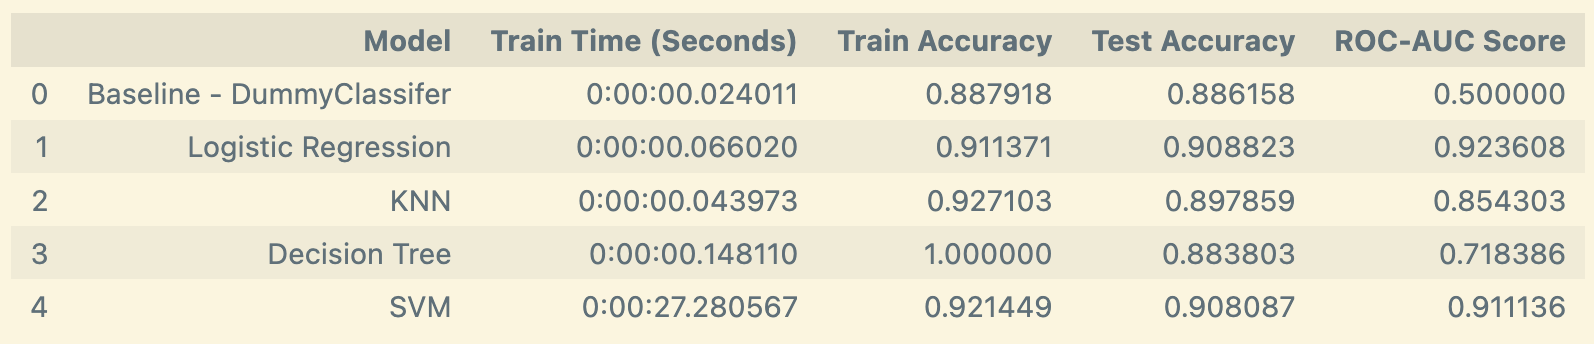 Model Train Time (Seconds) Train Accuracy Test Accuracy ROC-AUC Score
0 Baseline - DummyClassifer 0:00:00.024011 0.887918 0.886158 0.500000
1 Logistic Regression 0:00:00.066020 0.911371 0.908823 0.923608
2 KNN 0:00:00.043973 0.927103 0.897859 0.854303
3 Decision Tree 0:00:00.148110 1.000000 0.883803 0.718386
4 SVM 0:00:27.280567 0.921449 0.908087 0.911136